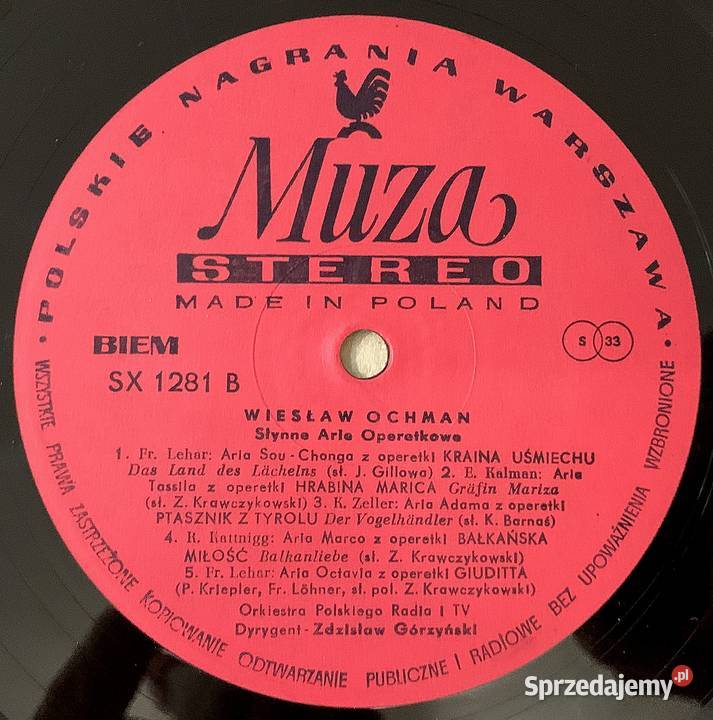 • POLSKIE NAGRANIA WARSZAWA •
Muza
STEREO
MADE IN POLAND
BIEM
S 33
SX 1281 B
WIESŁAW OCHMAN
Słynne Arie Operetkowe
1. Fr. Lehar: Aria Sou-Chonga z operetki KRAINA UŚMIECHU
Das Land des Lächelns (sł. J. Gillowa) 2. E. Kalman: Aria
Tassila z operetki HRABINA MARICA Gräfin Mariza
(sł. Z. Krawczykowski) 3. K. Zeller: Aria Adama z operetki
PTASZNIK Z TYROLU Der Vogelhändler (sł. K. Barnaś)
4. R. Kattnigg: Aria Marco z operetki BAŁKAŃSKA
MIŁOŚĆ Balkanliebe (sł. Z. Krawczykowski)
5. Fr. Lehar: Aria Octavia z operetki GIUDITTA
(P. Kriepler, Fr. Löhner, sł. pol. Z. Krawczykowski)
Orkiestra Polskiego Radia i TV
Dyrygent - Zdzisław Górzyński
WSZYSTKIE PRAWA ZASTRZEŻONE KOPIOWANIE ODTWARZANIE PUBLICZNE I RADIOWE BEZ UPOWAŻNIENIA WZBRONIONE
Sprzedajemy.pl